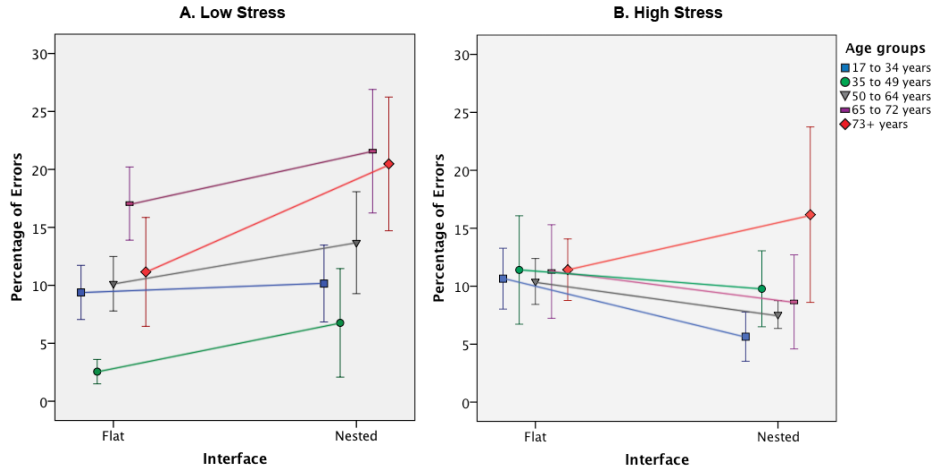 A. Low Stress
30
25
20
15
10
5
0
Percentage of Errors
Flat
Nested
Interface
B. High Stress
30
25
20
15
10
5
0
Percentage of Errors
Flat
Nested
Interface
Age groups
17 to 34 years
35 to 49 years
50 to 64 years
65 to 72 years
73+ years